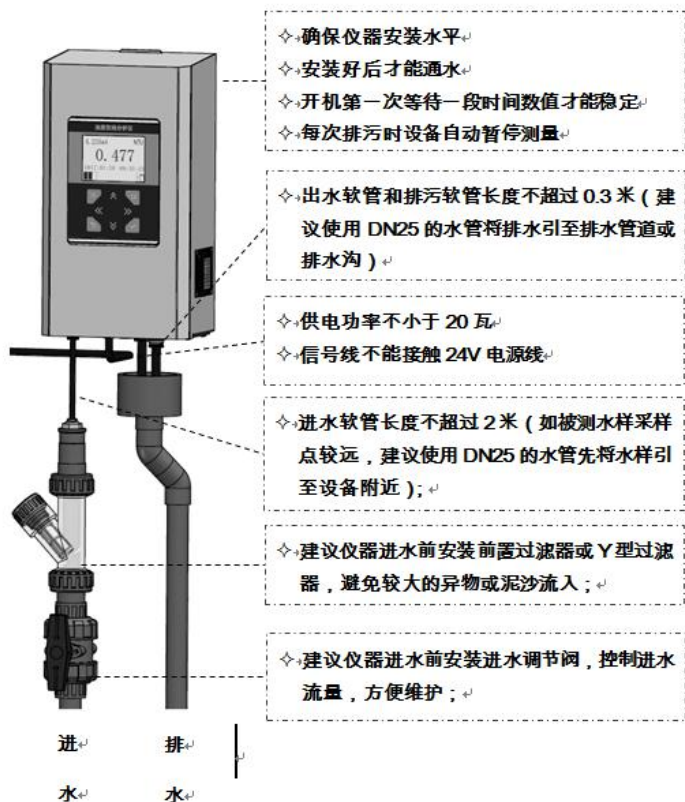 ✧确保仪器安装水平
✧安装好后才能通水
✧开机第一次等待一段时间数值才能稳定
✧每次排污时设备自动暂停测量
0.477
✧出水软管和排污软管长度不超过 0.3 米（建
议使用 DN25 的水管将排水引至排水管道或
排水沟）
✧供电功率不小于 20 瓦
✧信号线不能接触 24V 电源线
✧进水软管长度不超过 2 米（如被测水样采样
点较远，建议使用 DN25 的水管先将水样引
至设备附近）；
✧建议仪器进水前安装前置过滤器或 Y 型过滤
器，避免较大的异物或泥沙流入；
✧建议仪器进水前安装进水调节阀，控制进水
流量，方便维护；
进 排
水 水